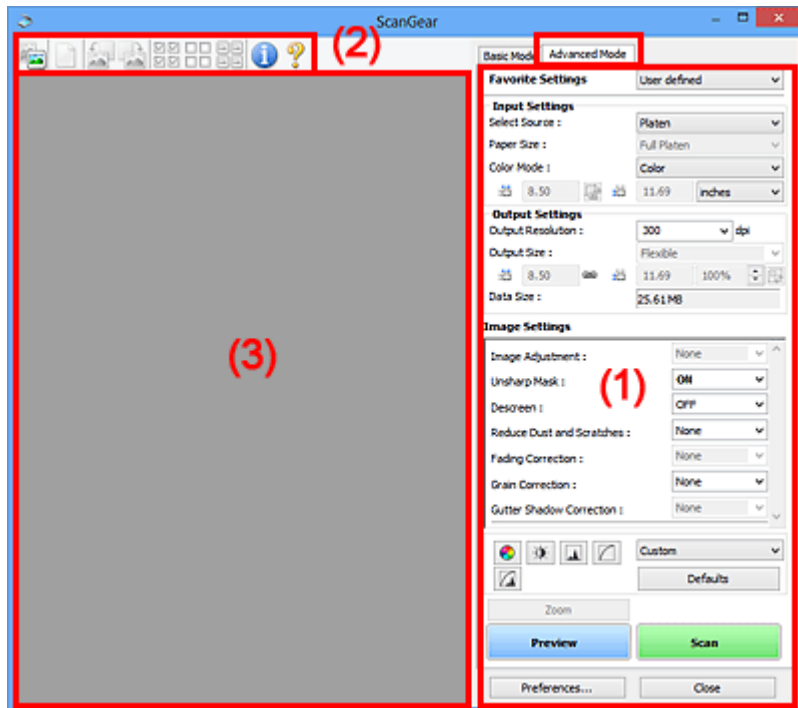 ScanGear
(2)
Basic Mode Advanced Mode
Favorite Settings User defined
Input Settings
Select Source : Platen
Paper Size : Full Platen
Color Mode : Color
8.50 11.69 inches
Output Settings
Output Resolution : 300 dpi
Output Size : Flexible
8.50 11.69 100%
Data Size : 25.61MB
Image Settings
(3)
Image Adjustment : None
(1)
Unsharp Mask : ON
Descreen : OFF
Reduce Dust and Scratches : None
Fading Correction : None
Grain Correction : None
Gutter Shadow Correction : None
Custom
Defaults
Zoom
Preview Scan
Preferences... Close